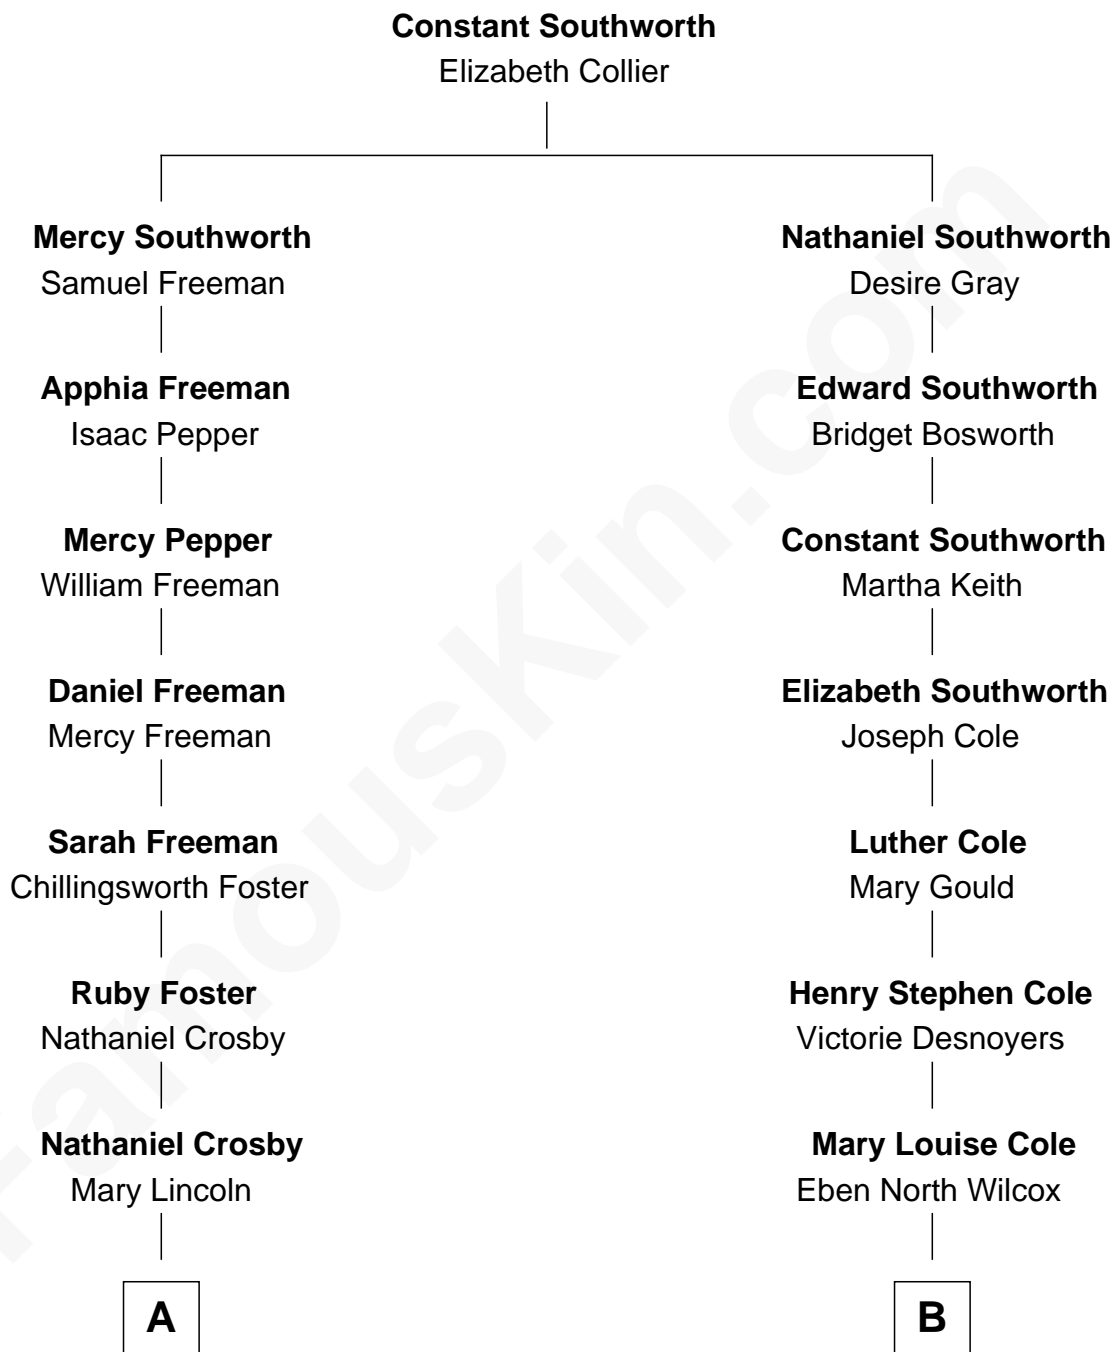 Constant Southworth
Elizabeth Collier
Mercy Southworth
Samuel Freeman
Nathaniel Southworth
Desire Gray
Apphia Freeman
Isaac Pepper
Edward Southworth
Bridget Bosworth
Mercy Pepper
William Freeman
Constant Southworth
Martha Keith
Daniel Freeman
Mercy Freeman
Elizabeth Southworth
Joseph Cole
Sarah Freeman
Chillingsworth Foster
Luther Cole
Mary Gould
Ruby Foster
Nathaniel Crosby
Henry Stephen Cole
Victorie Desnoyers
Nathaniel Crosby
Mary Lincoln
Mary Louise Cole
Eben North Wilcox
A
B
FamousKin.com